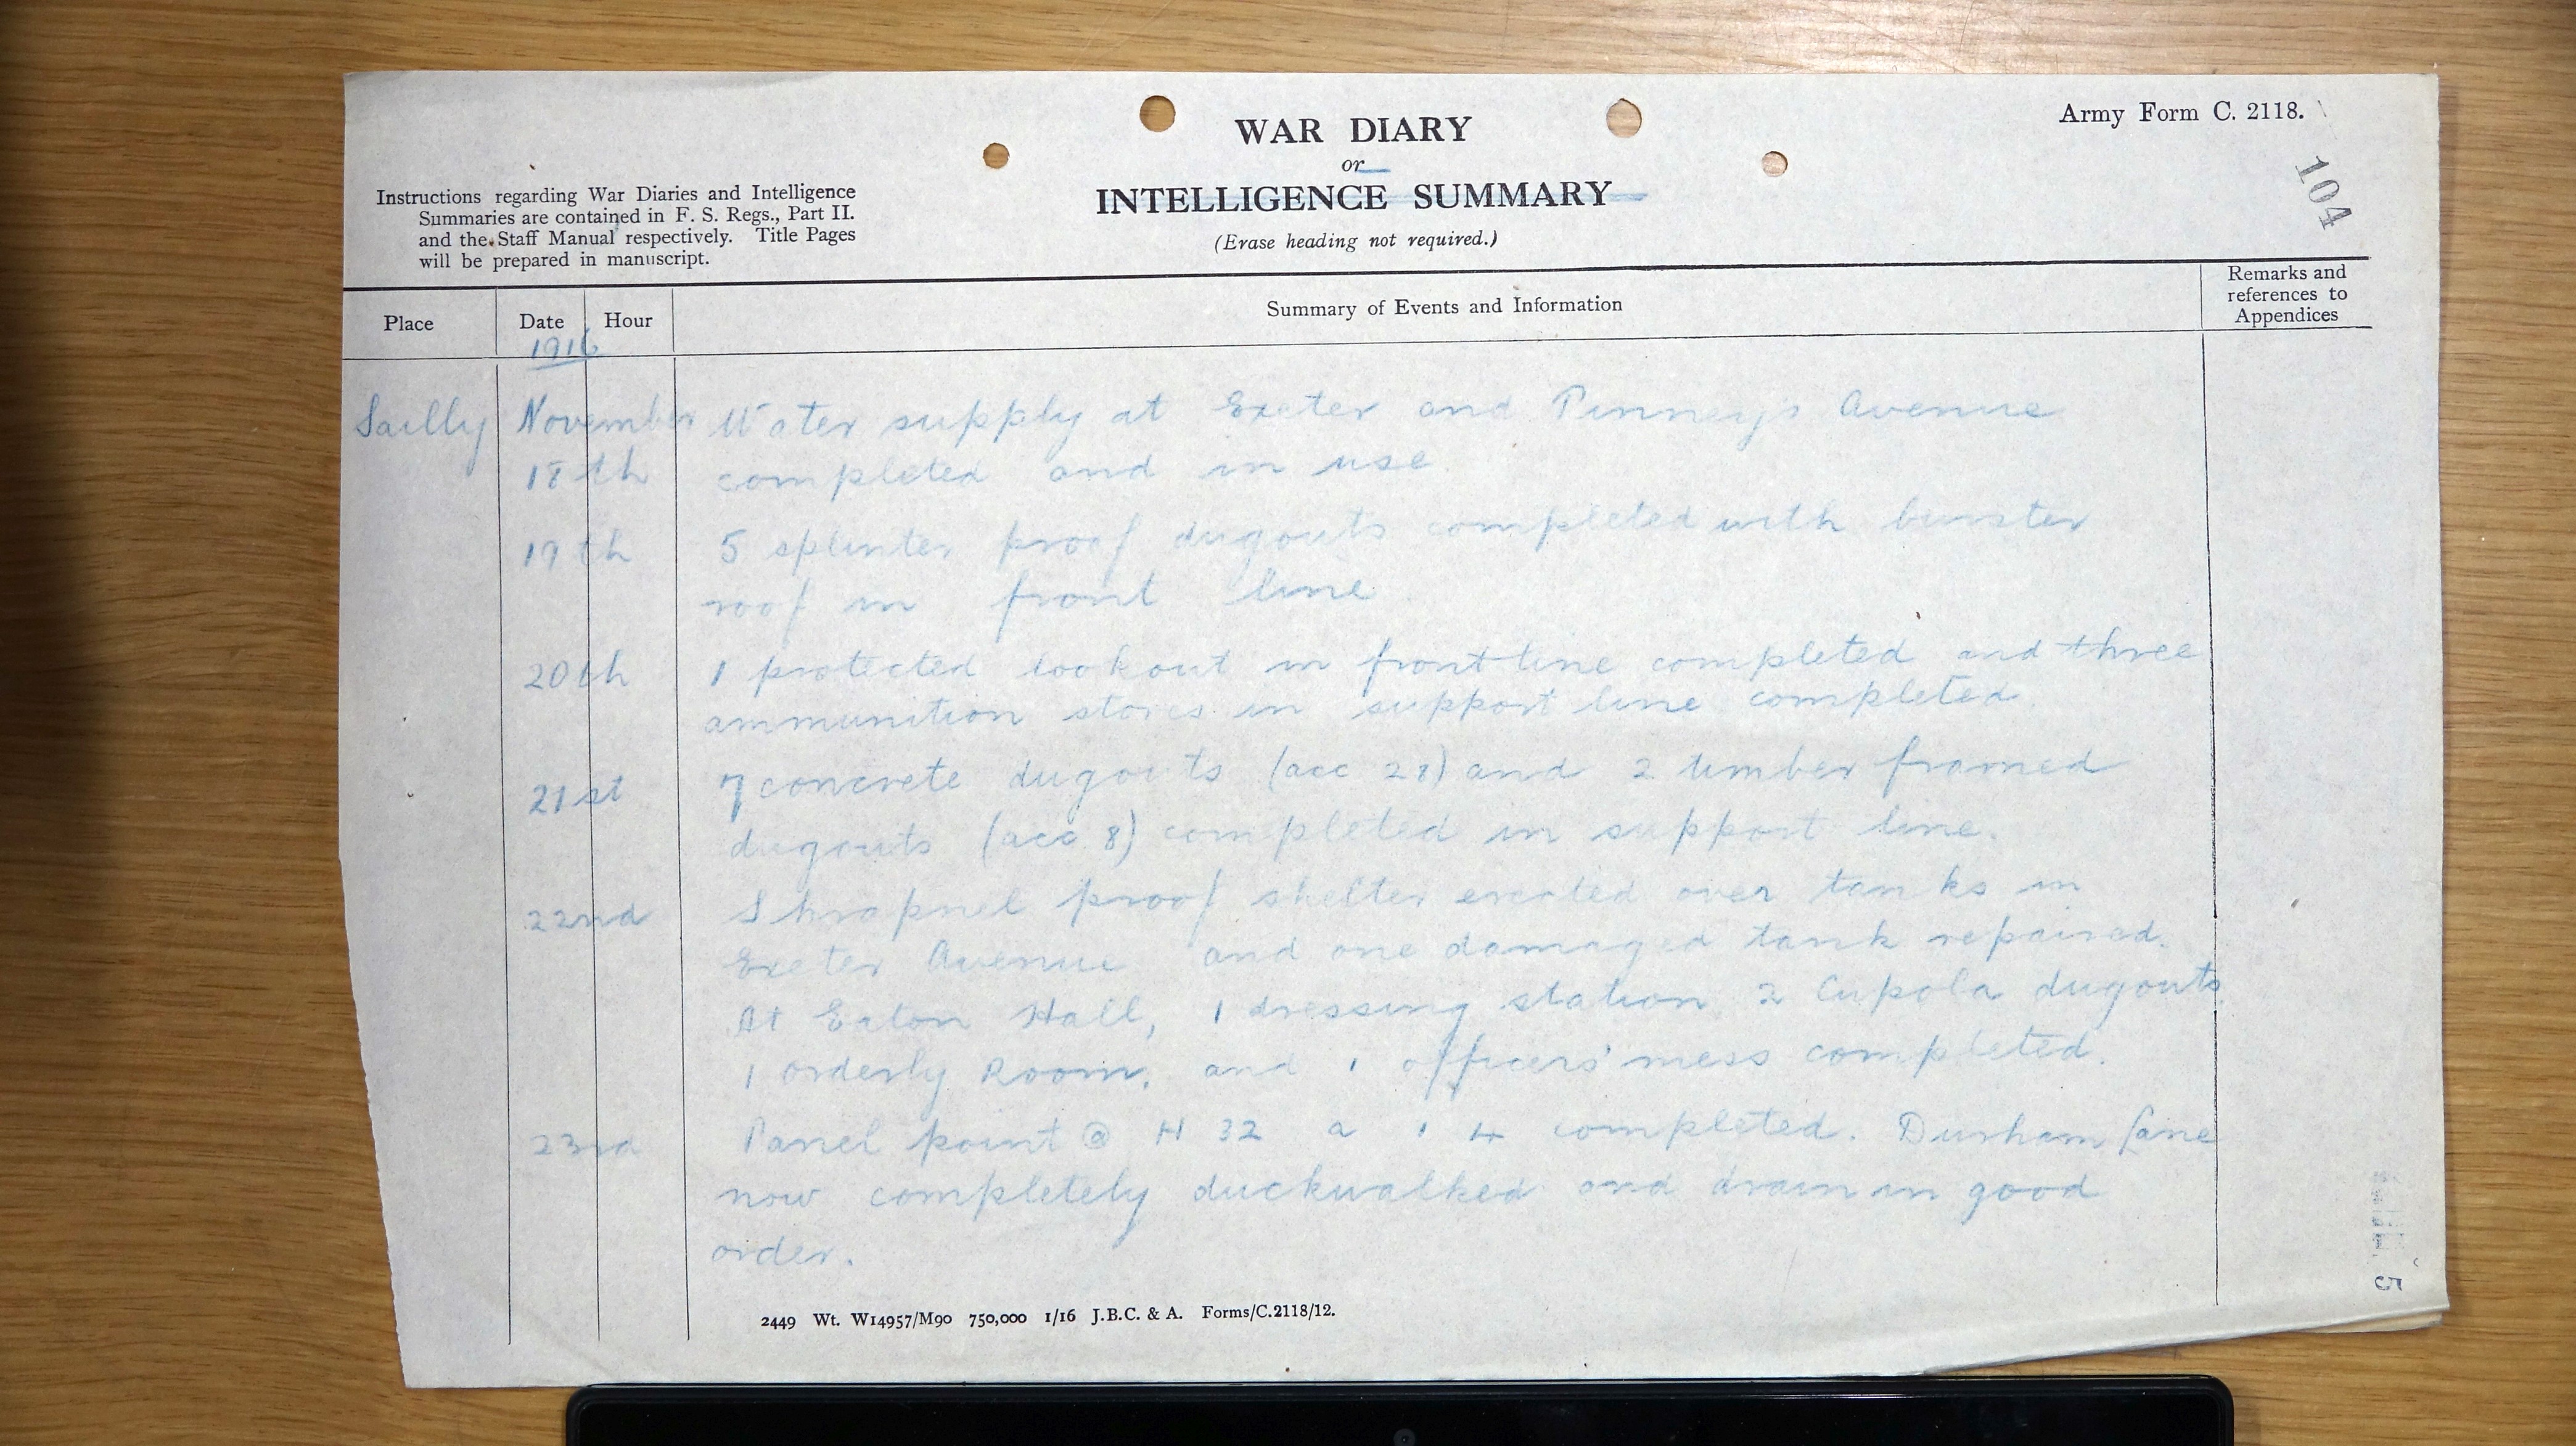 Army Form C. 2118.
104
WAR DIARY
or
INTELLIGENCE SUMMARY
(Erase heading not required.)
Instructions regarding War Diaries and Intelligence
Summaries are contained in F. S. Regs., Part II.
and the Staff Manual respectively. Title Pages
will be prepared in manuscript.
Place Date Hour Summary of Events and Information Remarks and references to Appendices
1916
Sailly November Water supply at Exeter and Pinneys Avenue
18th completed and in use
19th 5 splinter proof dugouts completed with burster
roof in front line
20th 1 protected lookout in front line completed and three
ammunition stores in support line completed.
21st 7 concrete dugouts (acc 28) and 2 timber framed
dugouts (acc 8) completed in support line.
22nd Shrapnel proof shelter erected over tanks in
Exeter Avenue and one damaged tank repaired.
At Eaton Hall, 1 dressing station 2 Cupola dugouts
1 orderly Room, and 1 officers' mess completed.
23rd Panel point @ H 32 a 1 4 completed. Durham Lane
now completely duckwalked and drain in good
order.
2449 Wt. W14957/M90 750,000 1/16 J.B.C. & A. Forms/C.2118/12.
5